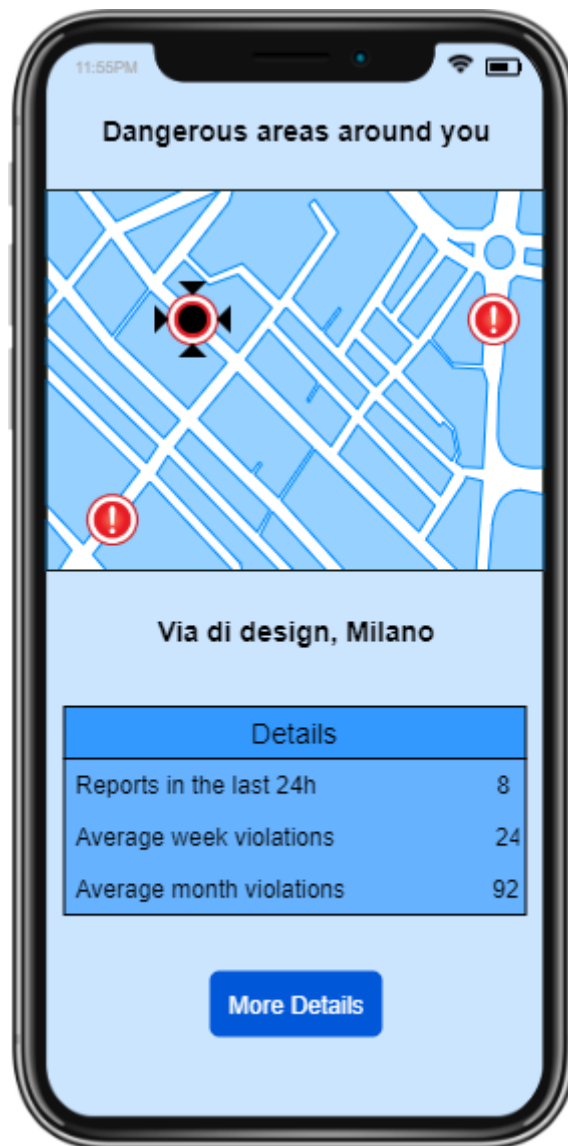 11:55PM
Dangerous areas around you
!
!
Via di design, Milano
Details
Reports in the last 24h 8
Average week violations 24
Average month violations 92
More Details